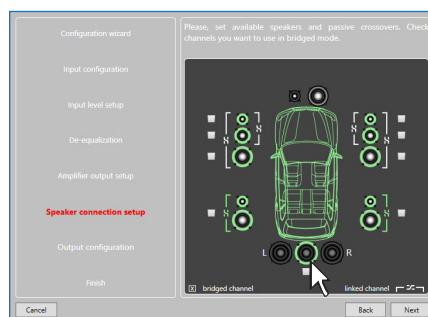 Configuration wizard
Input configuration
Input level setup
De-equalization
Amplifier output setup
Speaker connection setup
Output configuration
Finish
Please, set available speakers and passive crossovers. Check
channels you want to use in bridged mode.
L R
X bridged channel linked channel
Cancel Back Next